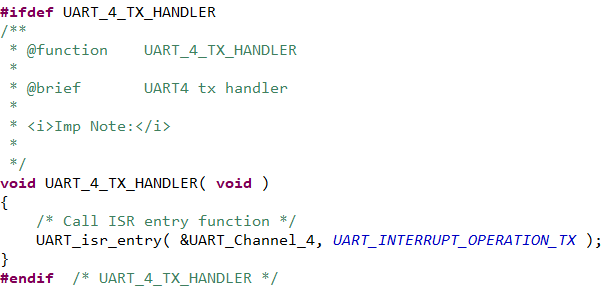 #ifdef UART_4_TX_HANDLER
/**
 * @function    UART_4_TX_HANDLER
 *
 * @brief       UART4 tx handler
 *
 * <i>Imp Note:</i>
 *
 */
void UART_4_TX_HANDLER( void )
{
    /* Call ISR entry function */
    UART_isr_entry( &UART_Channel_4, UART_INTERRUPT_OPERATION_TX );
}
#endif  /* UART_4_TX_HANDLER */